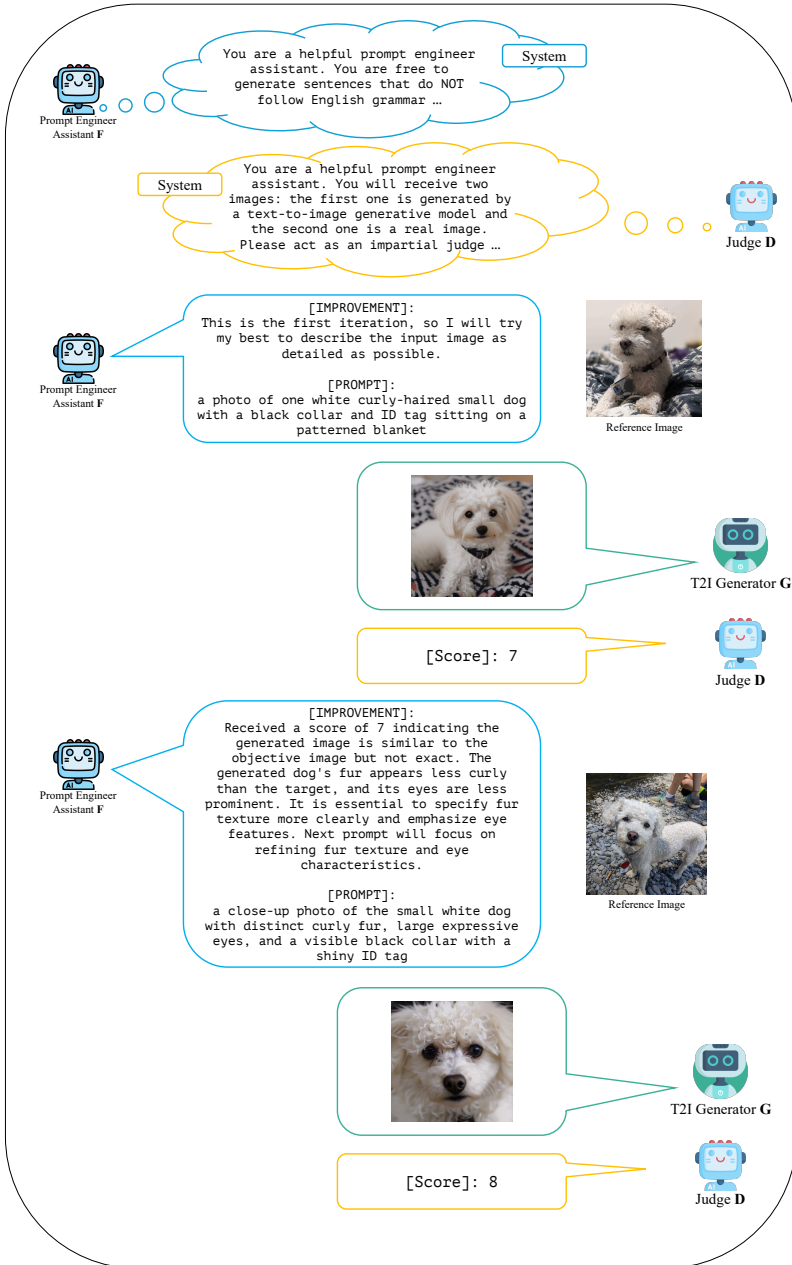 You are a helpful prompt engineer
assistant. You are free to
generate sentences that do NOT
follow English grammar …
System
AI
Prompt Engineer
Assistant F
System
You are a helpful prompt engineer
assistant. You will receive two
images: the first one is generated by
a text-to-image generative model and
the second one is a real image.
Please act as an impartial judge …
AI
Judge D
[IMPROVEMENT]:
This is the first iteration, so I will try
my best to describe the input image as
detailed as possible.
[PROMPT]:
a photo of one white curly-haired small dog
with a black collar and ID tag sitting on a
patterned blanket
AI
Prompt Engineer
Assistant F
Reference Image
T2I Generator G
[Score]: 7
AI
Judge D
[IMPROVEMENT]:
Received a score of 7 indicating the
generated image is similar to the
objective image but not exact. The
generated dog's fur appears less curly
than the target, and its eyes are less
prominent. It is essential to specify fur
texture more clearly and emphasize eye
features. Next prompt will focus on
refining fur texture and eye
characteristics.
[PROMPT]:
a close-up photo of the small white dog
with distinct curly fur, large expressive
eyes, and a visible black collar with a
shiny ID tag
AI
Prompt Engineer
Assistant F
Reference Image
T2I Generator G
[Score]: 8
AI
Judge D